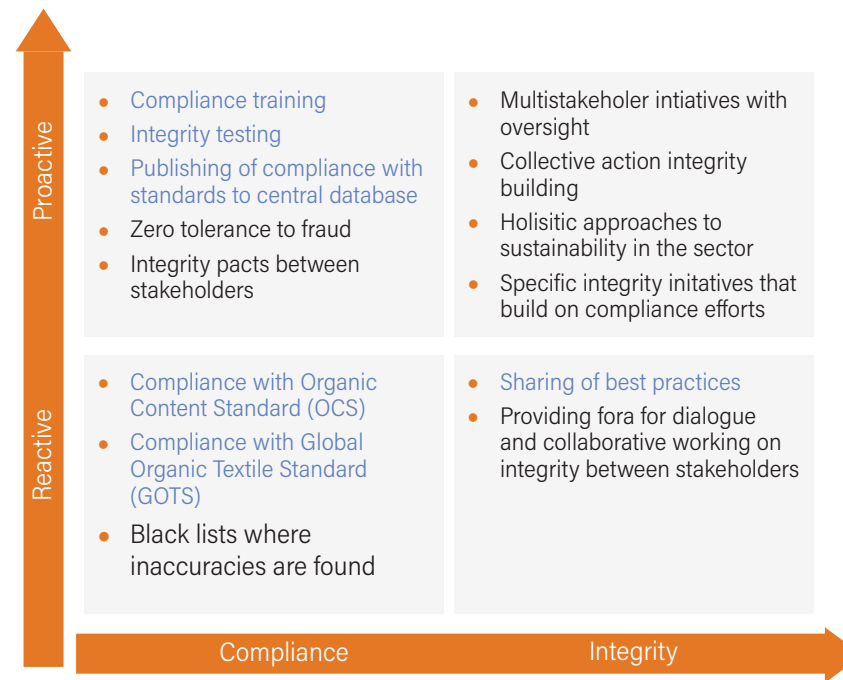 Proactive
Compliance training
Integrity testing
Publishing of compliance with
standards to central database
Zero tolerance to fraud
Integrity pacts between
stakeholders
Multistakeholer intiatives with
oversight
Collective action integrity
building
Holisitic approaches to
sustainability in the sector
Specific integrity initatives that
build on compliance efforts
Reactive
Compliance with Organic
Content Standard (OCS)
Compliance with Global
Organic Textile Standard
(GOTS)
Black lists where
inaccuracies are found
Sharing of best practices
Providing fora for dialogue
and collaborative working on
integrity between stakeholders
Compliance
Integrity